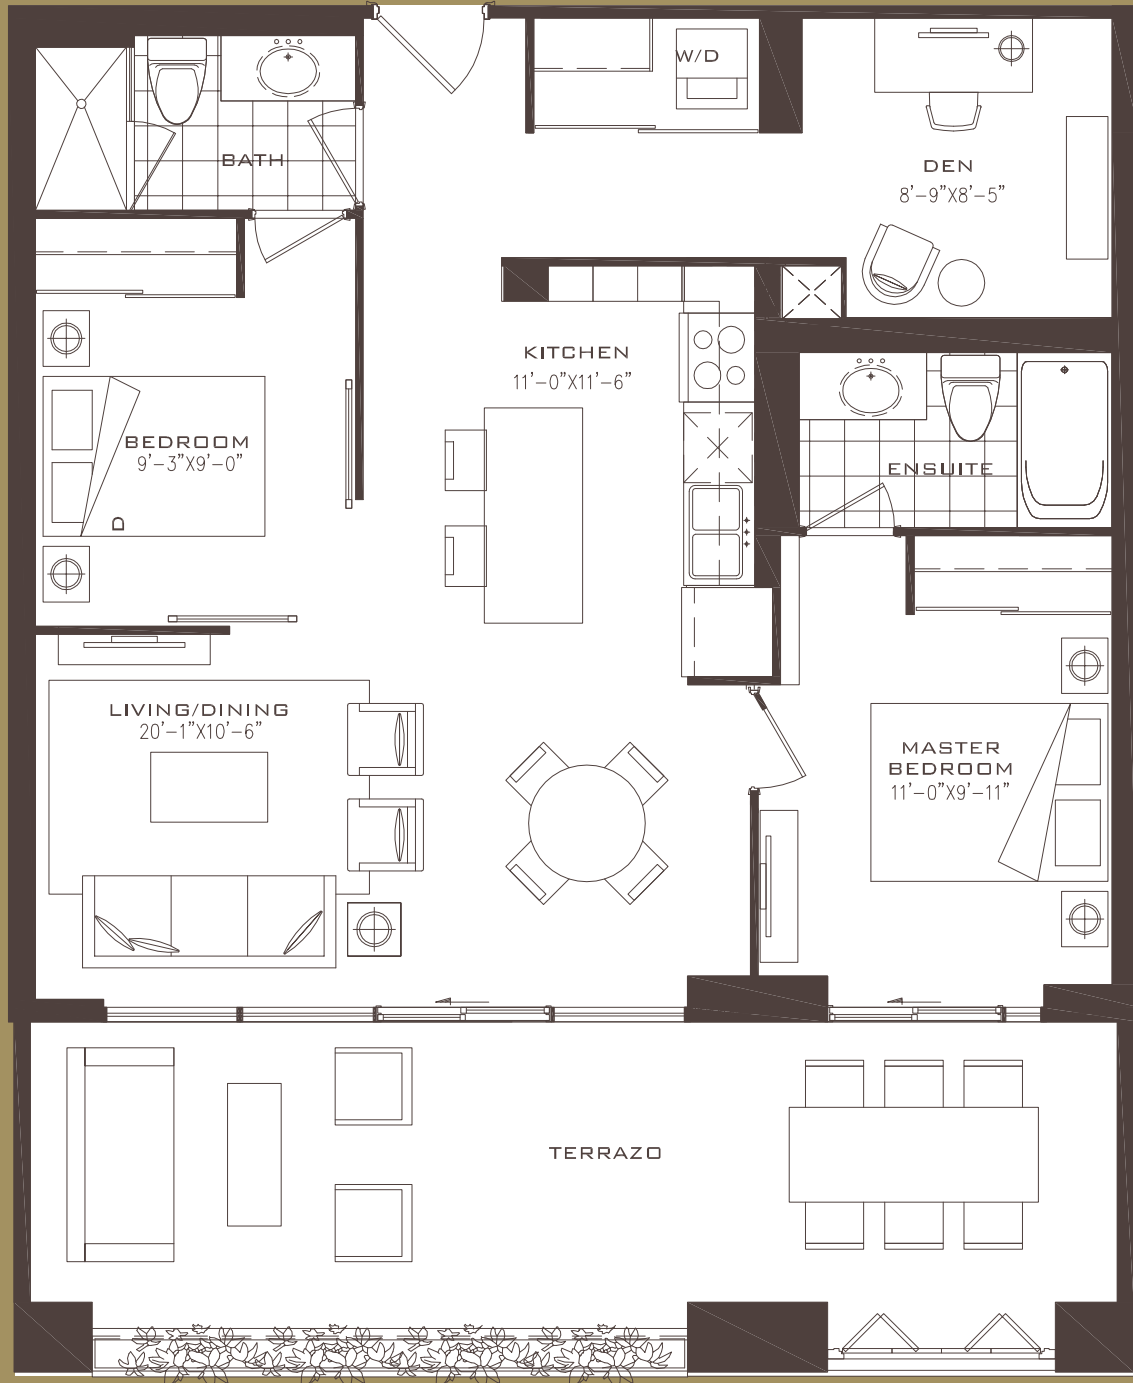 W/D
BATH
DEN
8'-9"X8'-5"
KITCHEN
11'-0"X11'-6"
BEDROOM
9'-3"X9'-0"
D
ENSUITE
LIVING/DINING
20'-1"X10'-6"
MASTER
BEDROOM
11'-0"X9'-11"
TERRAZO